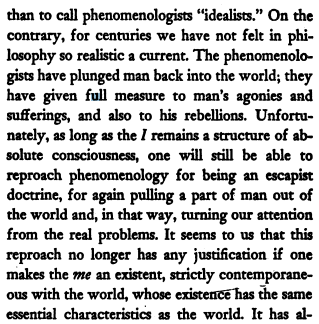 than to call phenomenologists “idealists.” On the
contrary, for centuries we have not felt in phi-
losophy so realistic a current. The phenomenolo-
gists have plunged man back into the world; they
have given full measure to man's agonies and
sufferings, and also to his rebellions. Unfortu-
nately, as long as the I remains a structure of ab-
solute consciousness, one will still be able to
reproach phenomenology for being an escapist
doctrine, for again pulling a part of man out of
the world and, in that way, turning our attention
from the real problems. It seems to us that this
reproach no longer has any justification if one
makes the me an existent, strictly contemporane-
ous with the world, whose existence has the same
essential characteristics as the world. It has al-